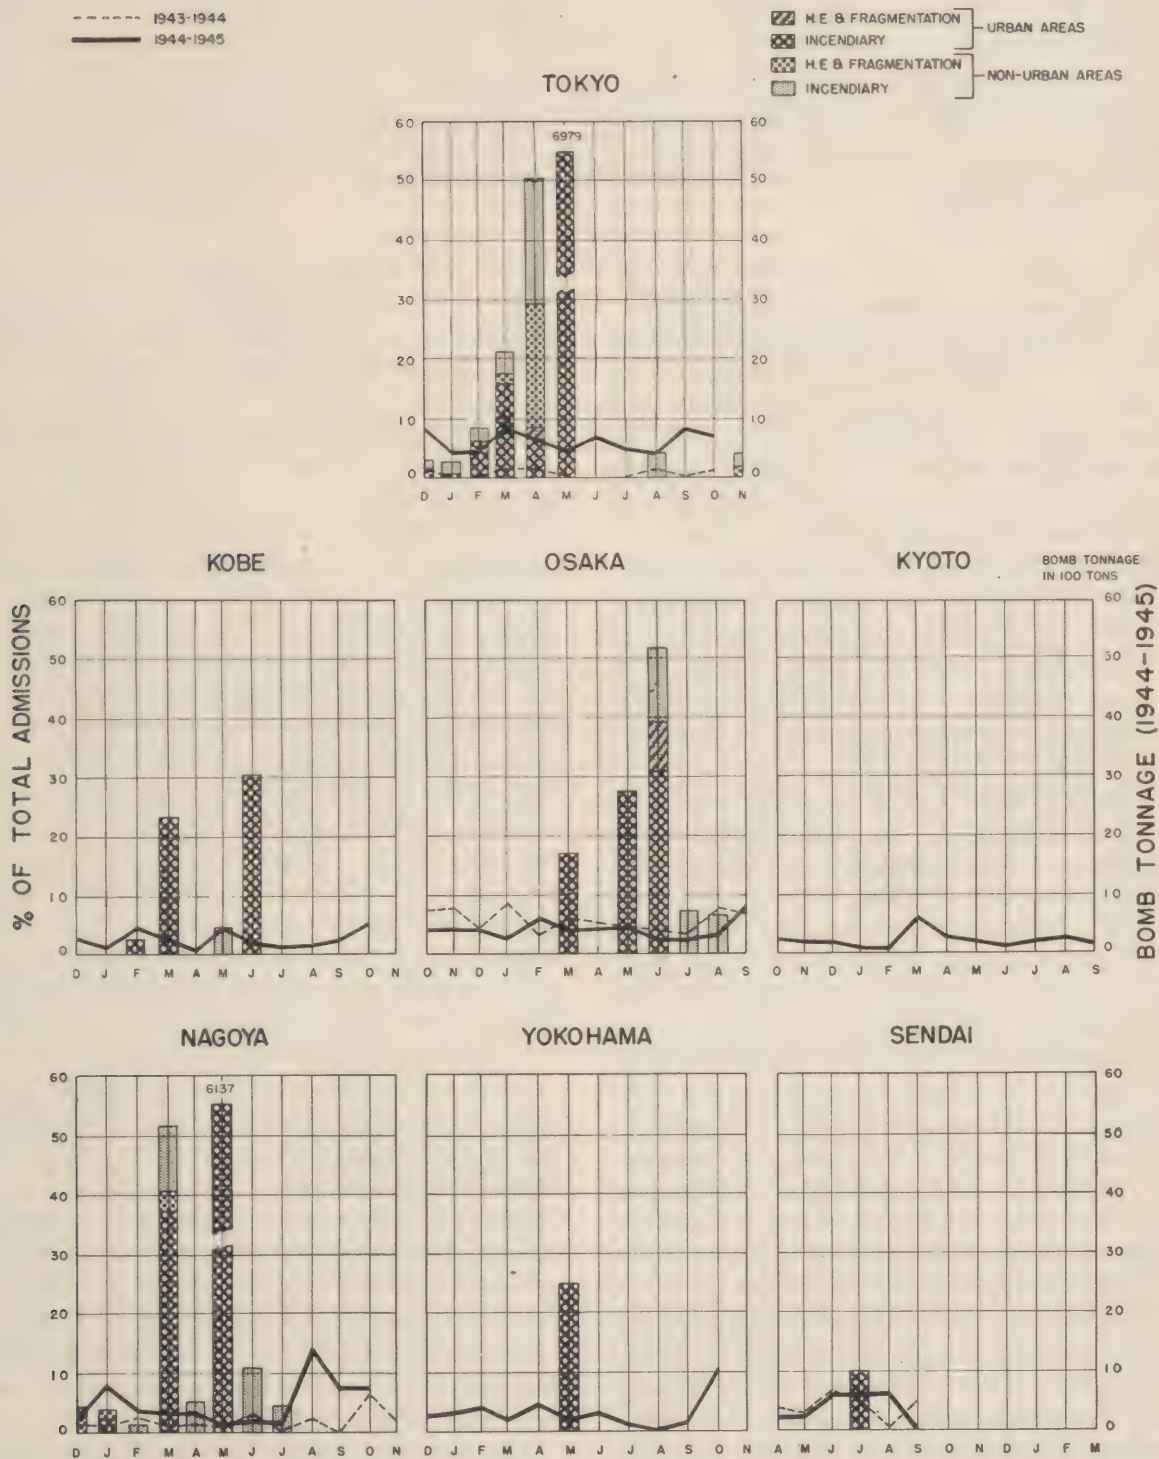 1943-1944
1944-1945
H.E & FRAGMENTATION
INCENDIARY
URBAN AREAS
H.E & FRAGMENTATION
INCENDIARY
NON-URBAN AREAS
TOKYO
6979
60 60
50 50
40 40
30 30
20 20
10 10
0 0
D J F M A M J J A S O N
% OF TOTAL ADMISSIONS
BOMB TONNAGE (1944-1945)
KOBE
OSAKA
KYOTO
BOMB TONNAGE
IN 100 TONS
60 60
50 50
40 40
30 30
20 20
10 10
0 0
D J F M A M J J A S O N
O N D J F M A M J J A S
O N D J F M A M J J A S
NAGOYA
YOKOHAMA
SENDAI
6137
60 60
50 50
40 40
30 30
20 20
10 10
0 0
D J F M A M J J A S O N
D J F M A M J J A S O N
A M J J A S O N D J F M